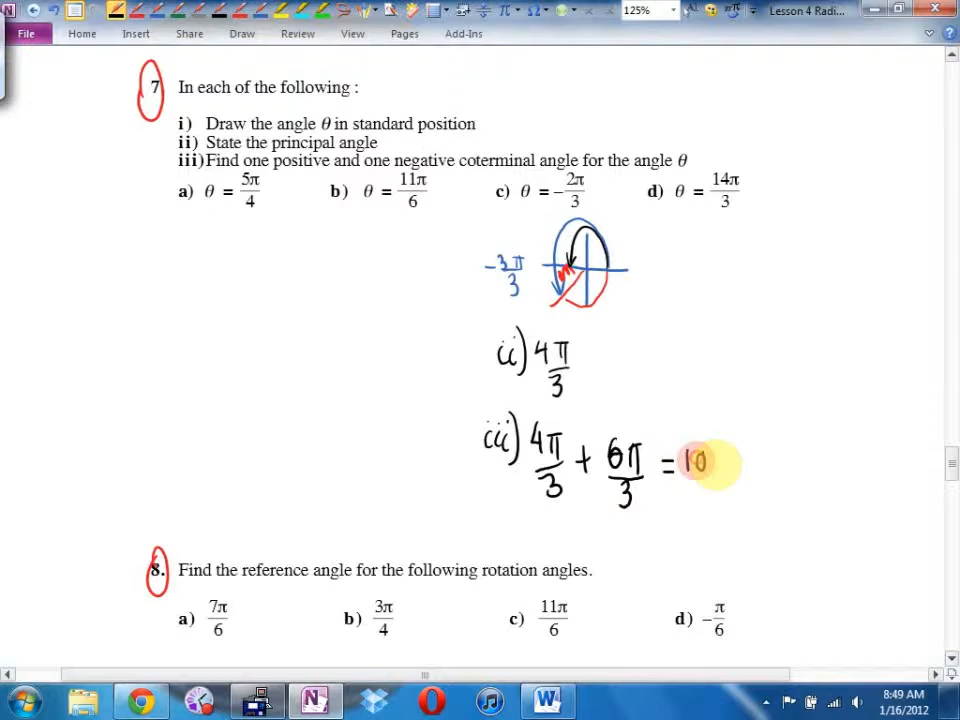 125% Lesson 4 Radi...
File Home Insert Share Draw Review View Pages Add-Ins
7 In each of the following :
i) Draw the angle θ in standard position
ii) State the principal angle
iii) Find one positive and one negative coterminal angle for the angle θ
a) θ = 5π/4 b) θ = 11π/6 c) θ = -2π/3 d) θ = 14π/3
-3π/3
ii) 4π/3
iii) 4π/3 + 6π/3 = 10
8. Find the reference angle for the following rotation angles.
a) 7π/6 b) 3π/4 c) 11π/6 d) -π/6
8:49 AM
1/16/2012